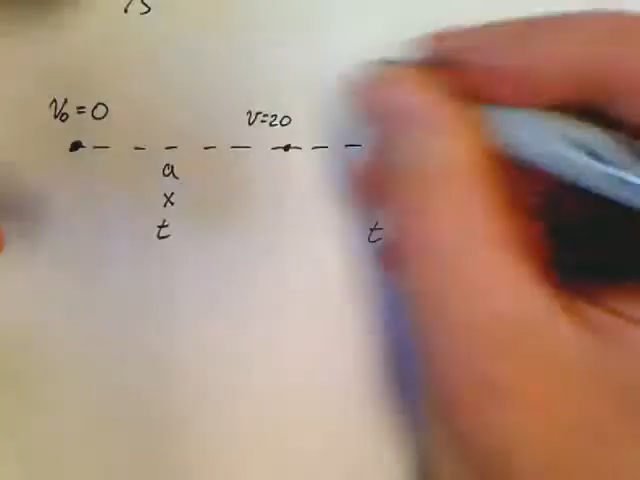 V₀ = 0
V=20
a
x
t
t